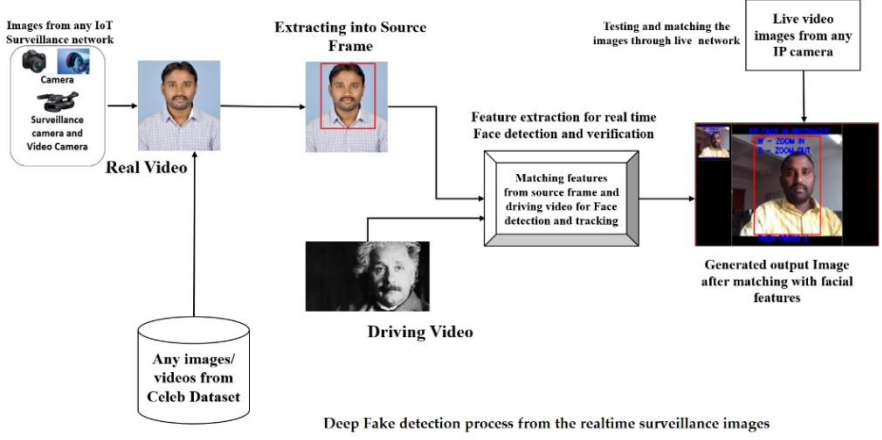 Images from any IoT
Surveillance network
Camera
Surveillance
camera and
Video Camera
Real Video
Extracting into Source
Frame
Testing and matching the
images through live network
Live video
images from any
IP camera
Feature extraction for real time
Face detection and verification
Matching features
from source frame and
driving video for Face
detection and tracking
W - ZOOM IN
ZOOM OUT
Generated output Image
after matching with facial
features
Driving Video
Any images/
videos from
Celeb Dataset
Deep Fake detection process from the realtime surveillance images